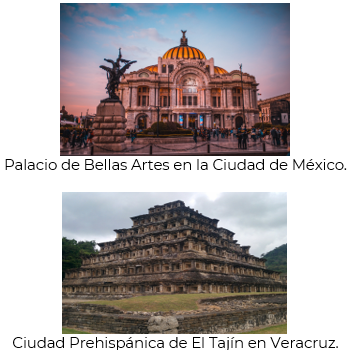 Palacio de Bellas Artes en la Ciudad de México.
Ciudad Prehispánica de El Tajín en Veracruz.